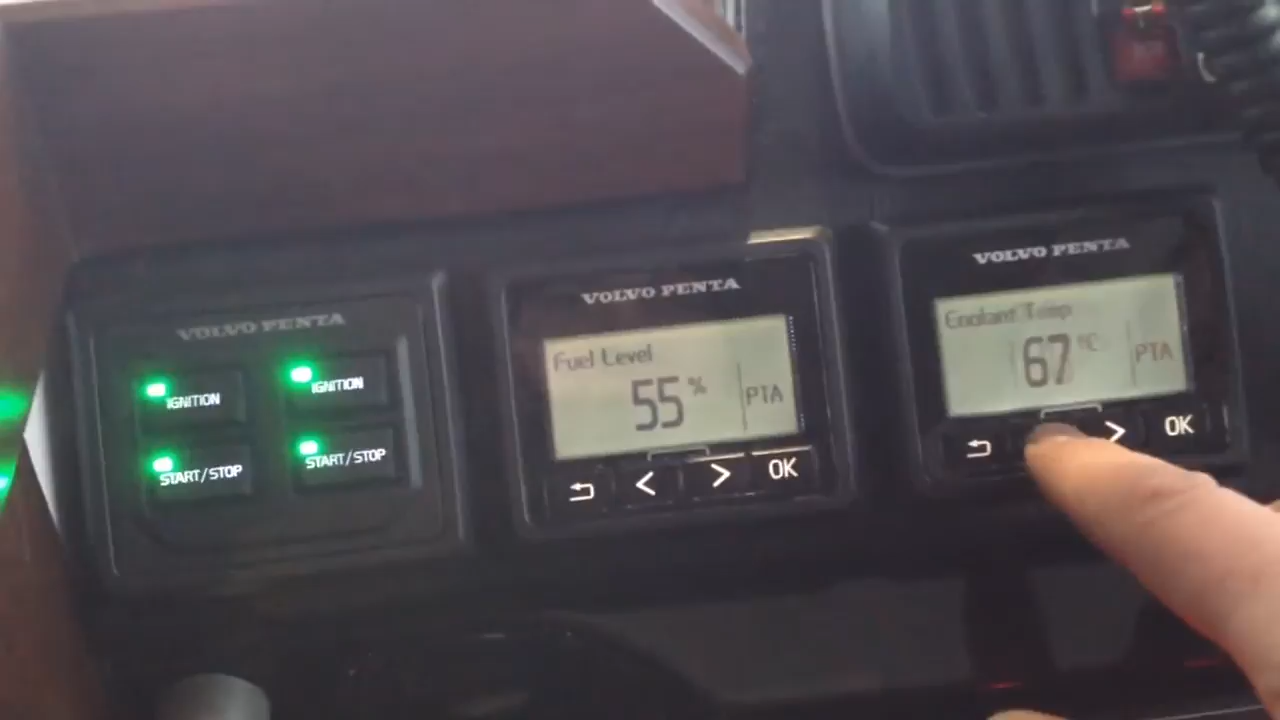 VOLVO PENTA
IGNITION
IGNITION
START/STOP
START/STOP
VOLVO PENTA
Fuel Level
55 %
PTA
< > OK
VOLVO PENTA
Coolant Temp
67 °C
PTA
> OK